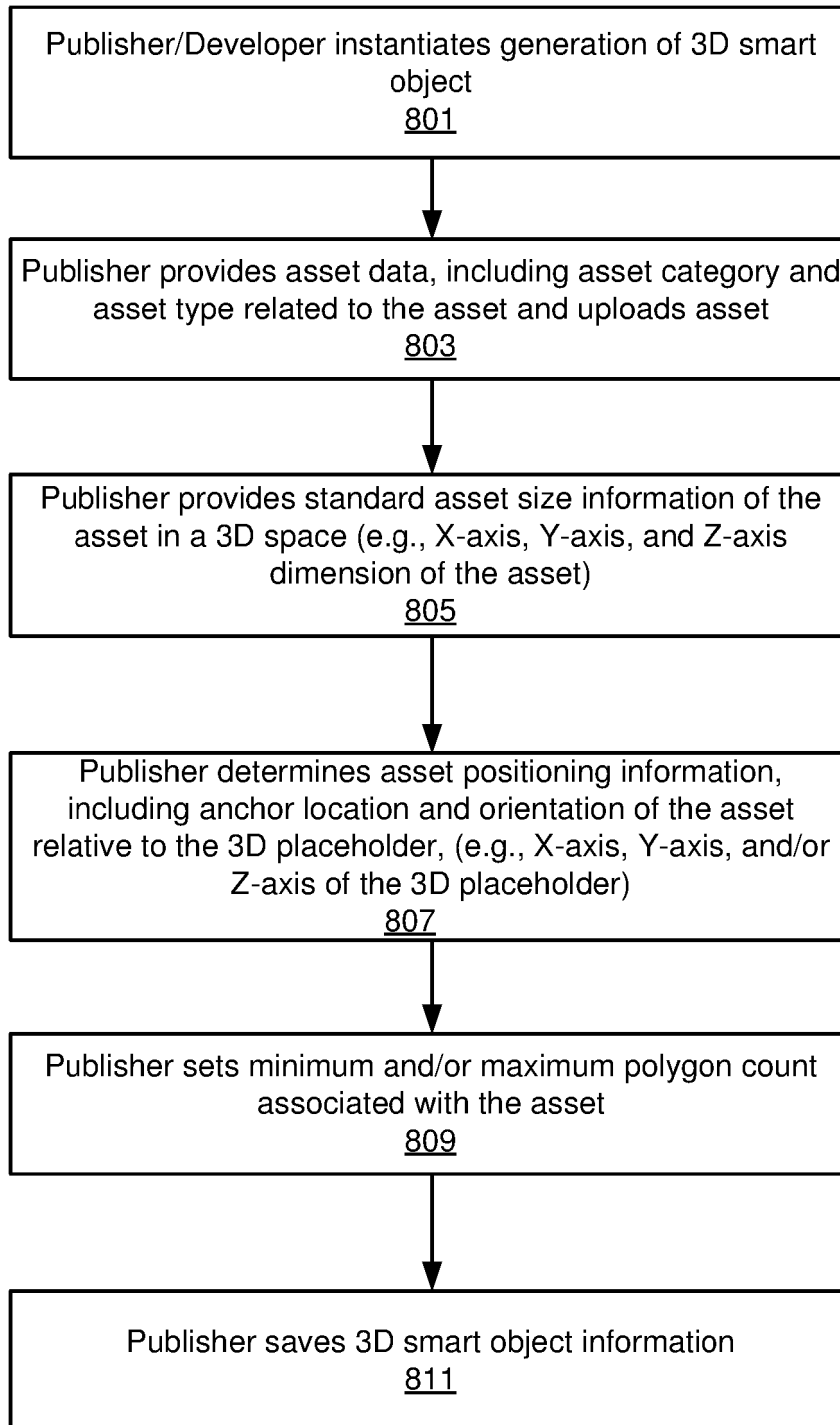 Publisher/Developer instantiates generation of 3D smart
object
801
Publisher provides asset data, including asset category and
asset type related to the asset and uploads asset
803
Publisher provides standard asset size information of the
asset in a 3D space (e.g., X-axis, Y-axis, and Z-axis
dimension of the asset)
805
Publisher determines asset positioning information,
including anchor location and orientation of the asset
relative to the 3D placeholder, (e.g., X-axis, Y-axis, and/or
Z-axis of the 3D placeholder)
807
Publisher sets minimum and/or maximum polygon count
associated with the asset
809
Publisher saves 3D smart object information
811